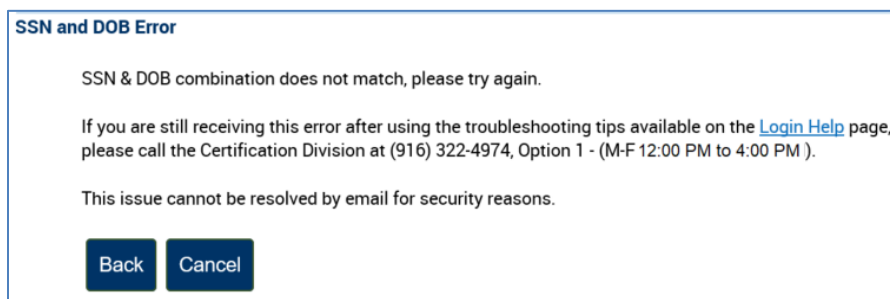 SSN and DOB Error
SSN & DOB combination does not match, please try again.
If you are still receiving this error after using the troubleshooting tips available on the Login Help page,
please call the Certification Division at (916) 322-4974, Option 1 - (M-F 12:00 PM to 4:00 PM ).
This issue cannot be resolved by email for security reasons.
Back Cancel